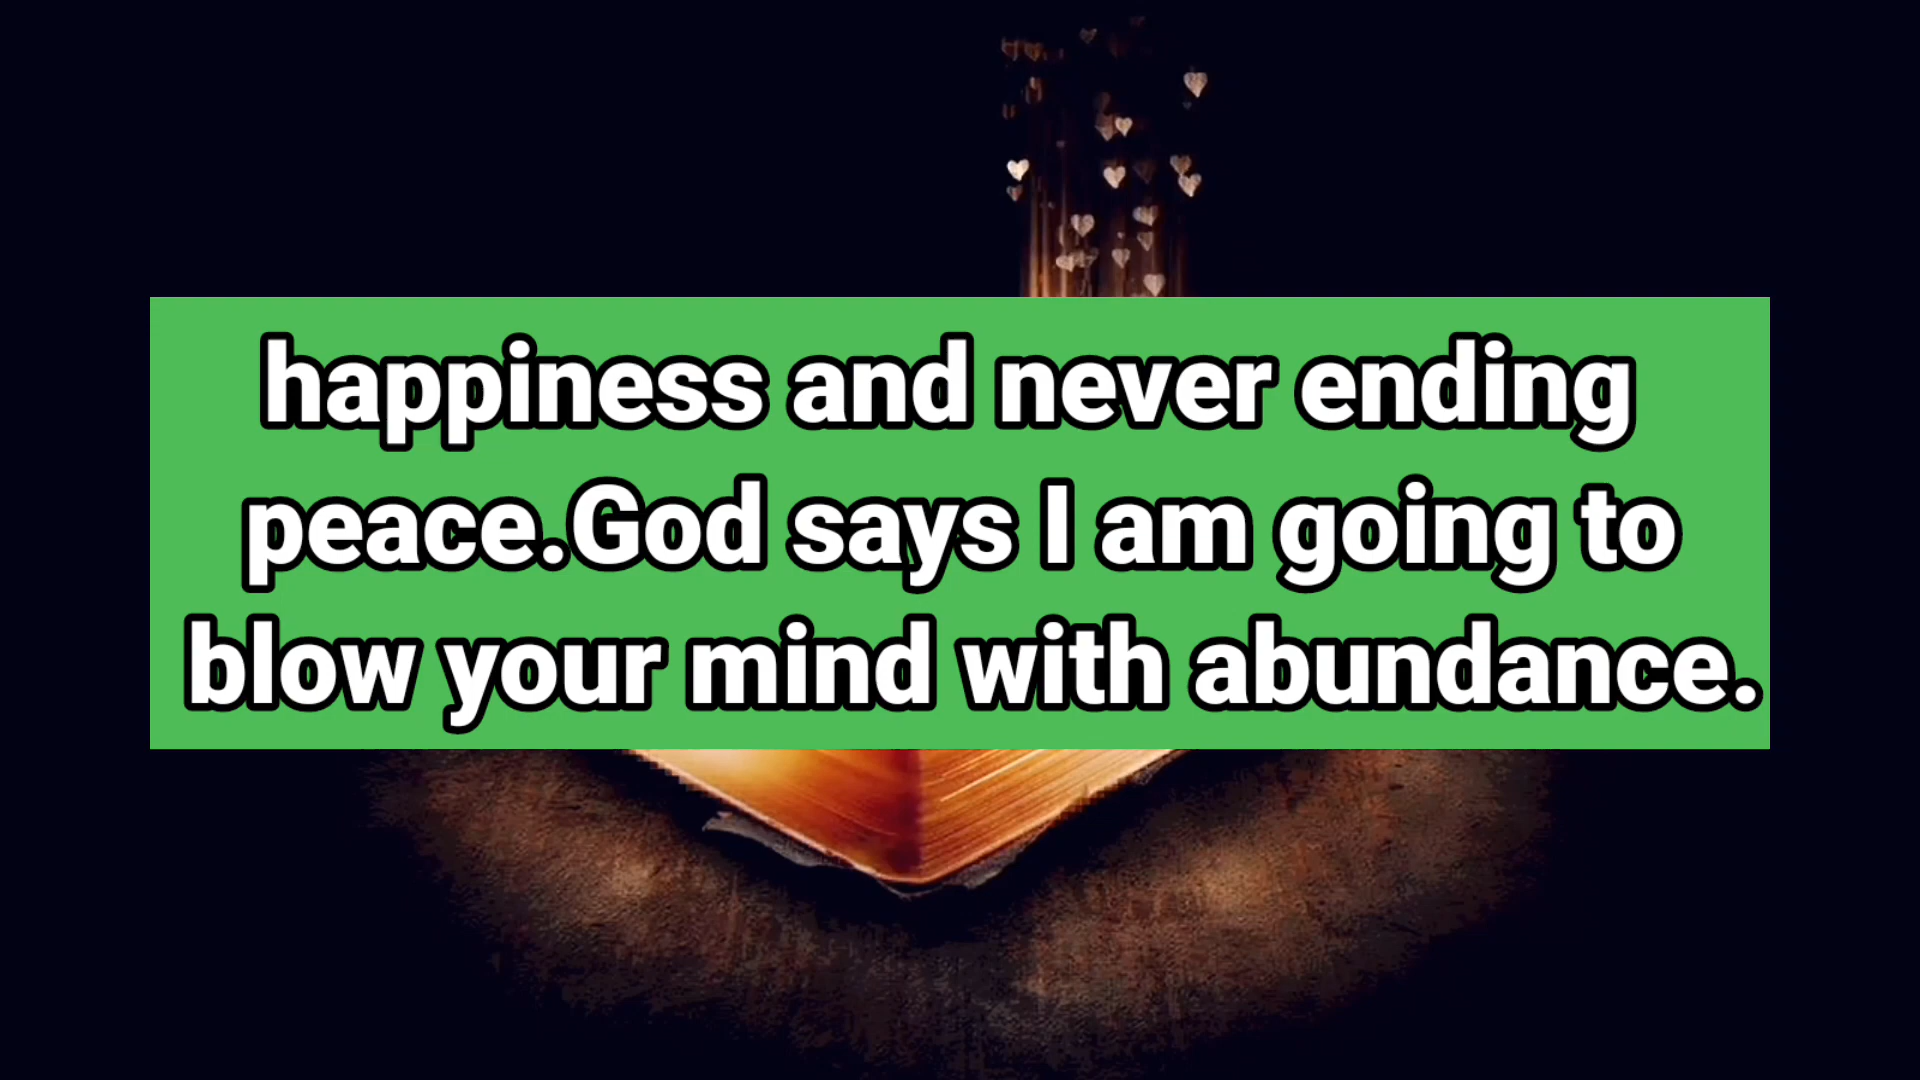 happiness and never ending
peace.God says I am going to
blow your mind with abundance.